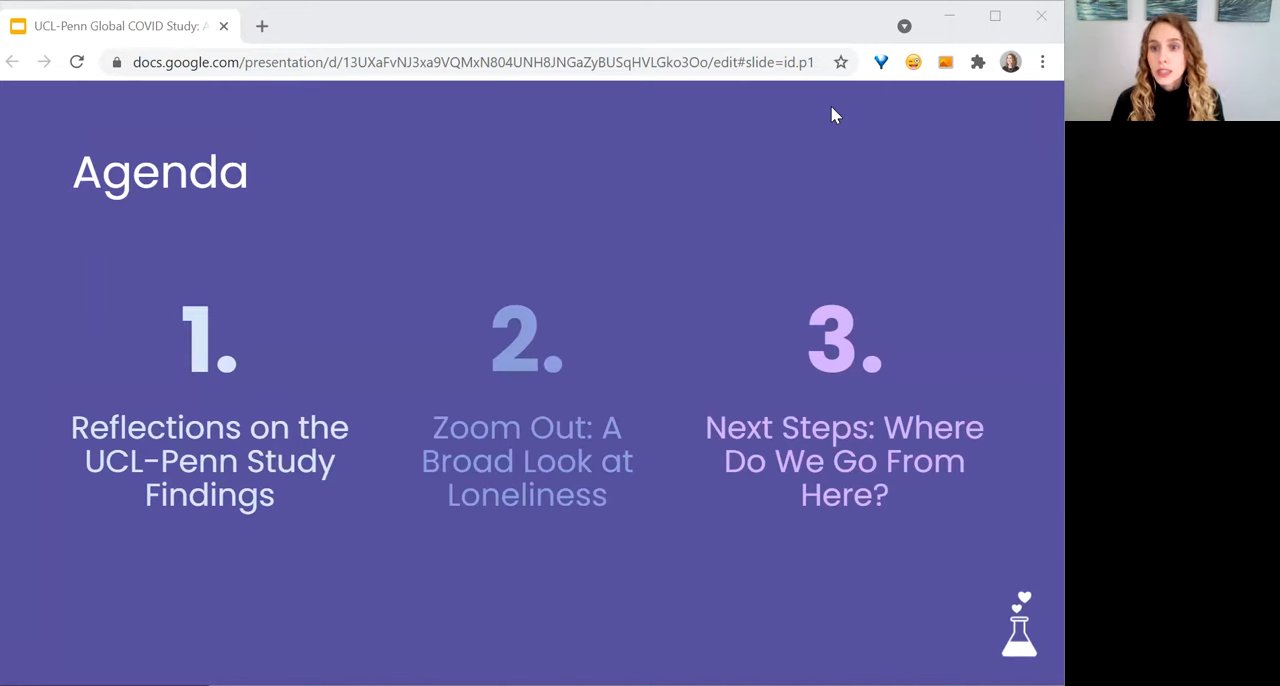 UCL-Penn Global COVID Study: A
docs.google.com/presentation/d/13UXaFvNJ3xa9VQMxN804UNH8JNGaZyBUSqHVLGko3Oo/edit#slide=id.p1
Agenda
1.
Reflections on the
UCL-Penn Study
Findings
2.
Zoom Out: A
Broad Look at
Loneliness
3.
Next Steps: Where
Do We Go From
Here?